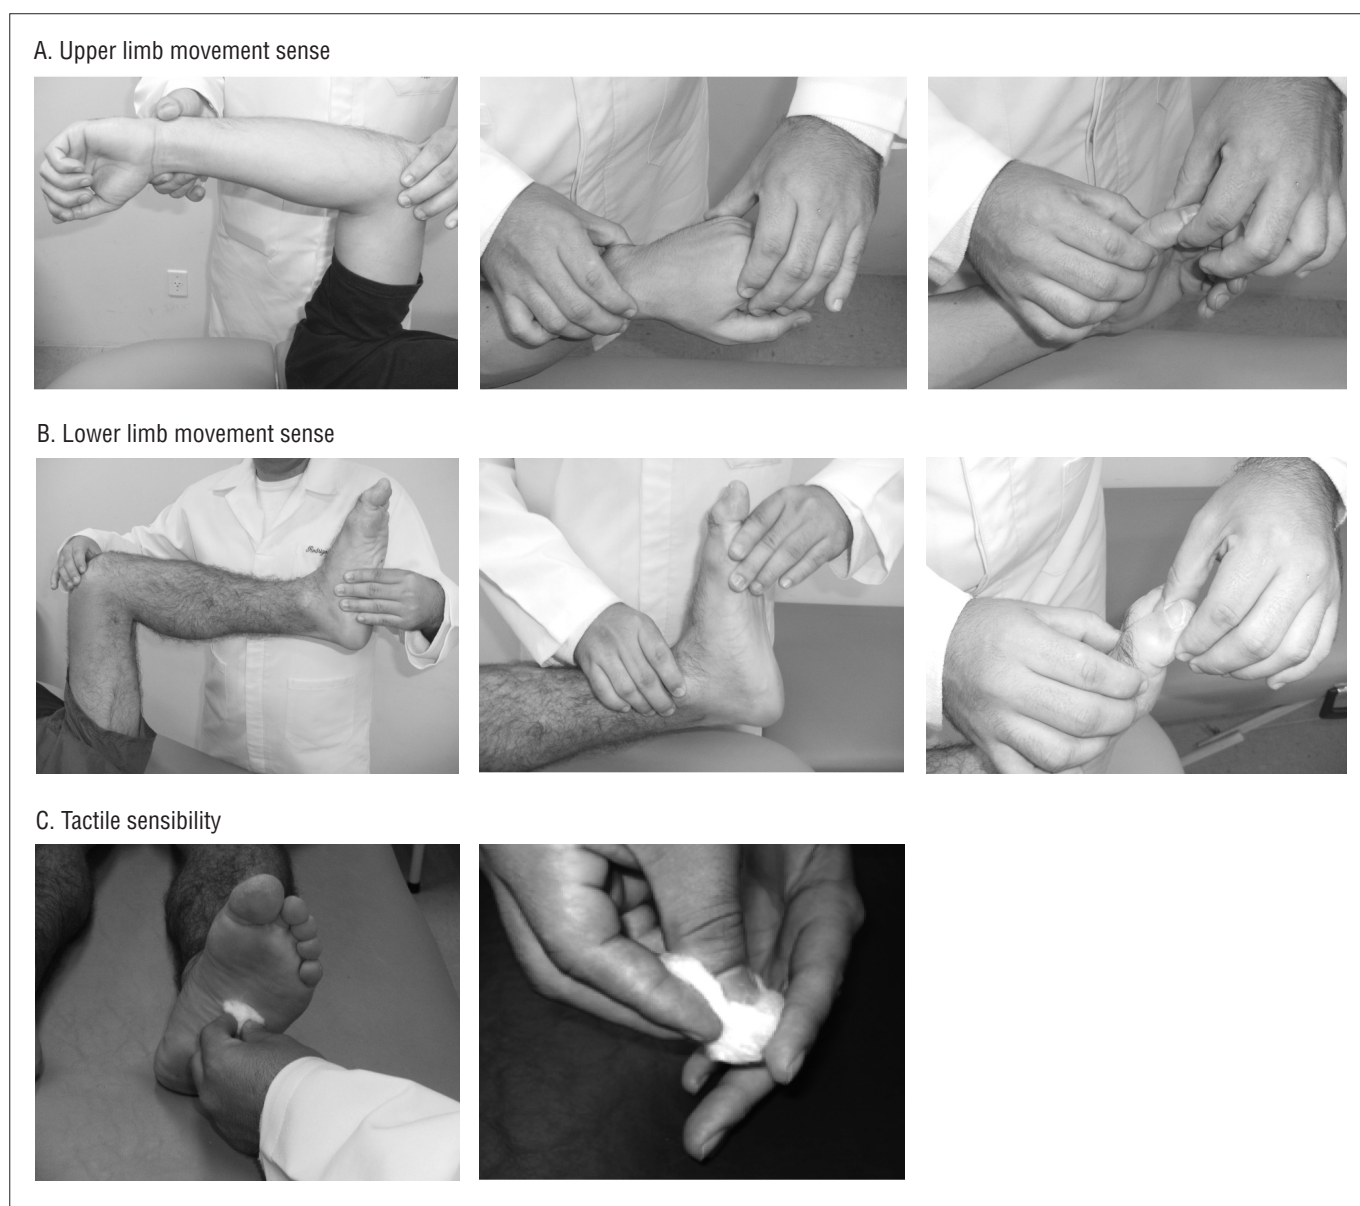 A. Upper limb movement sense
B. Lower limb movement sense
C. Tactile sensibility